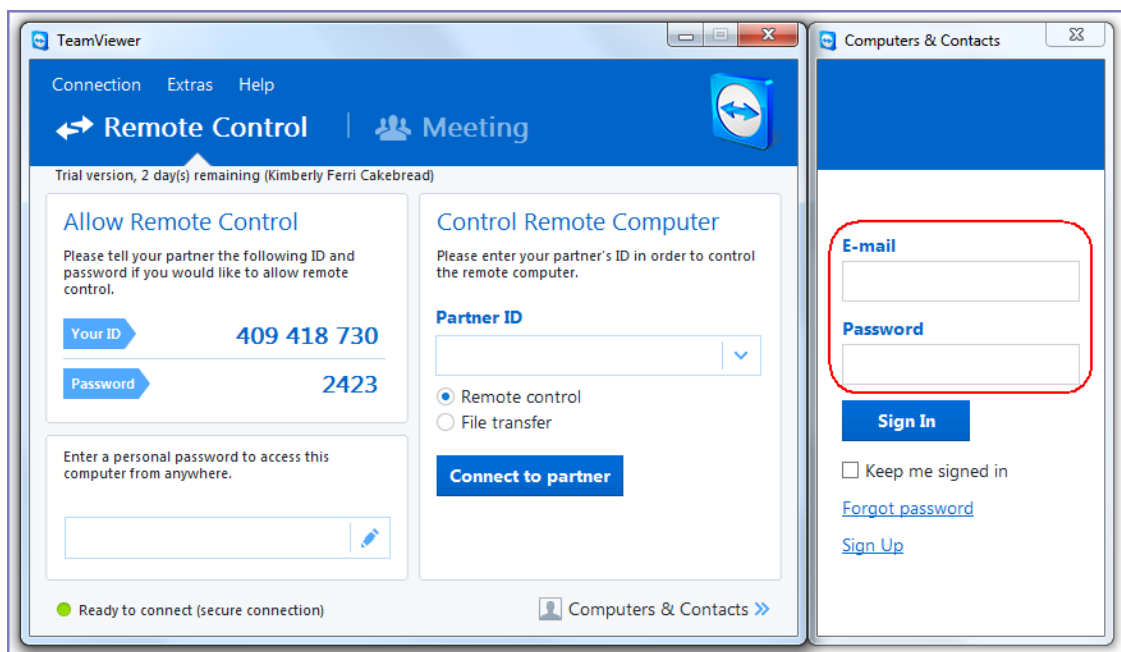 TeamViewer
Connection Extras Help
Remote Control Meeting
Trial version, 2 day(s) remaining (Kimberly Ferri Cakebread)
Allow Remote Control
Please tell your partner the following ID and
password if you would like to allow remote
control.
Your ID 409 418 730
Password 2423
Enter a personal password to access this
computer from anywhere.
Control Remote Computer
Please enter your partner's ID in order to control
the remote computer.
Partner ID
Remote control
File transfer
Connect to partner
Ready to connect (secure connection)
Computers & Contacts
Computers & Contacts
E-mail
Password
Sign In
Keep me signed in
Forgot password
Sign Up